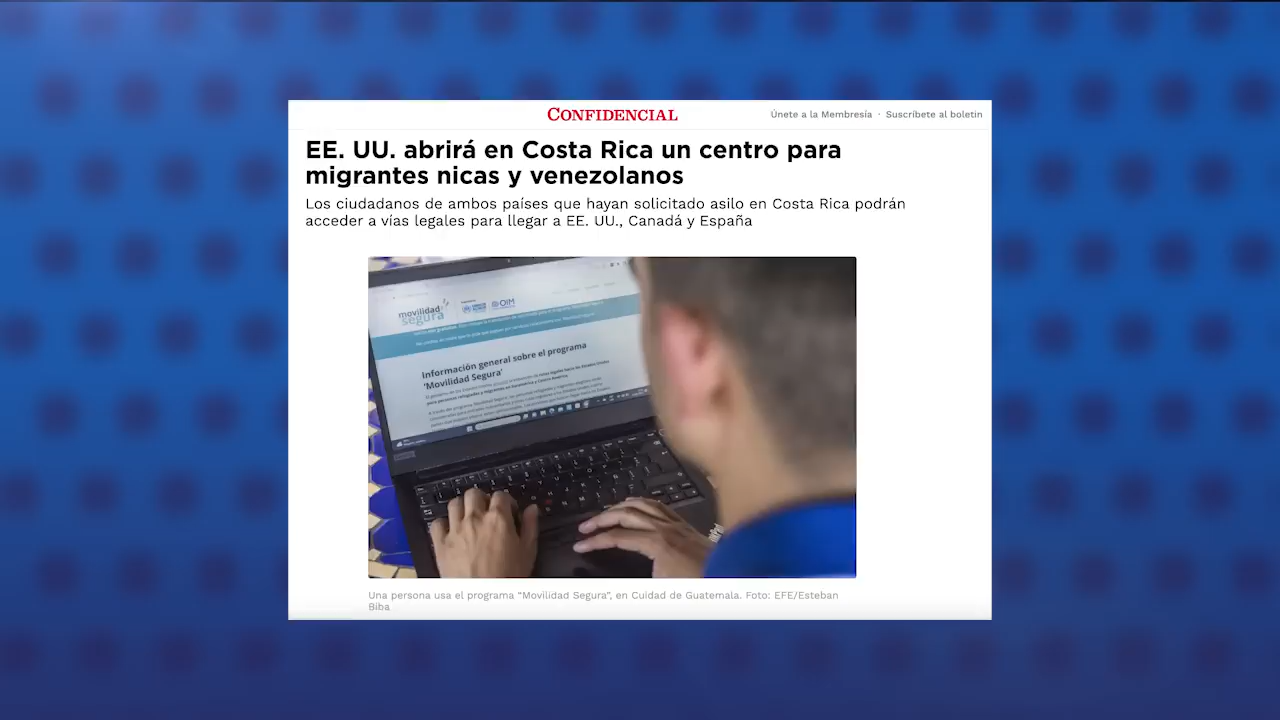 CONFIDENCIAL
Únete a la Membresía · Suscríbete al boletín
EE. UU. abrirá en Costa Rica un centro para
migrantes nicas y venezolanos
Los ciudadanos de ambos países que hayan solicitado asilo en Costa Rica podrán
acceder a vías legales para llegar a EE. UU., Canadá y España
movilidad
segura
OIM
Información general sobre el programa
‘Movilidad Segura’
Una persona usa el programa “Movilidad Segura”, en Cuidad de Guatemala. Foto: EFE/Esteban
Biba